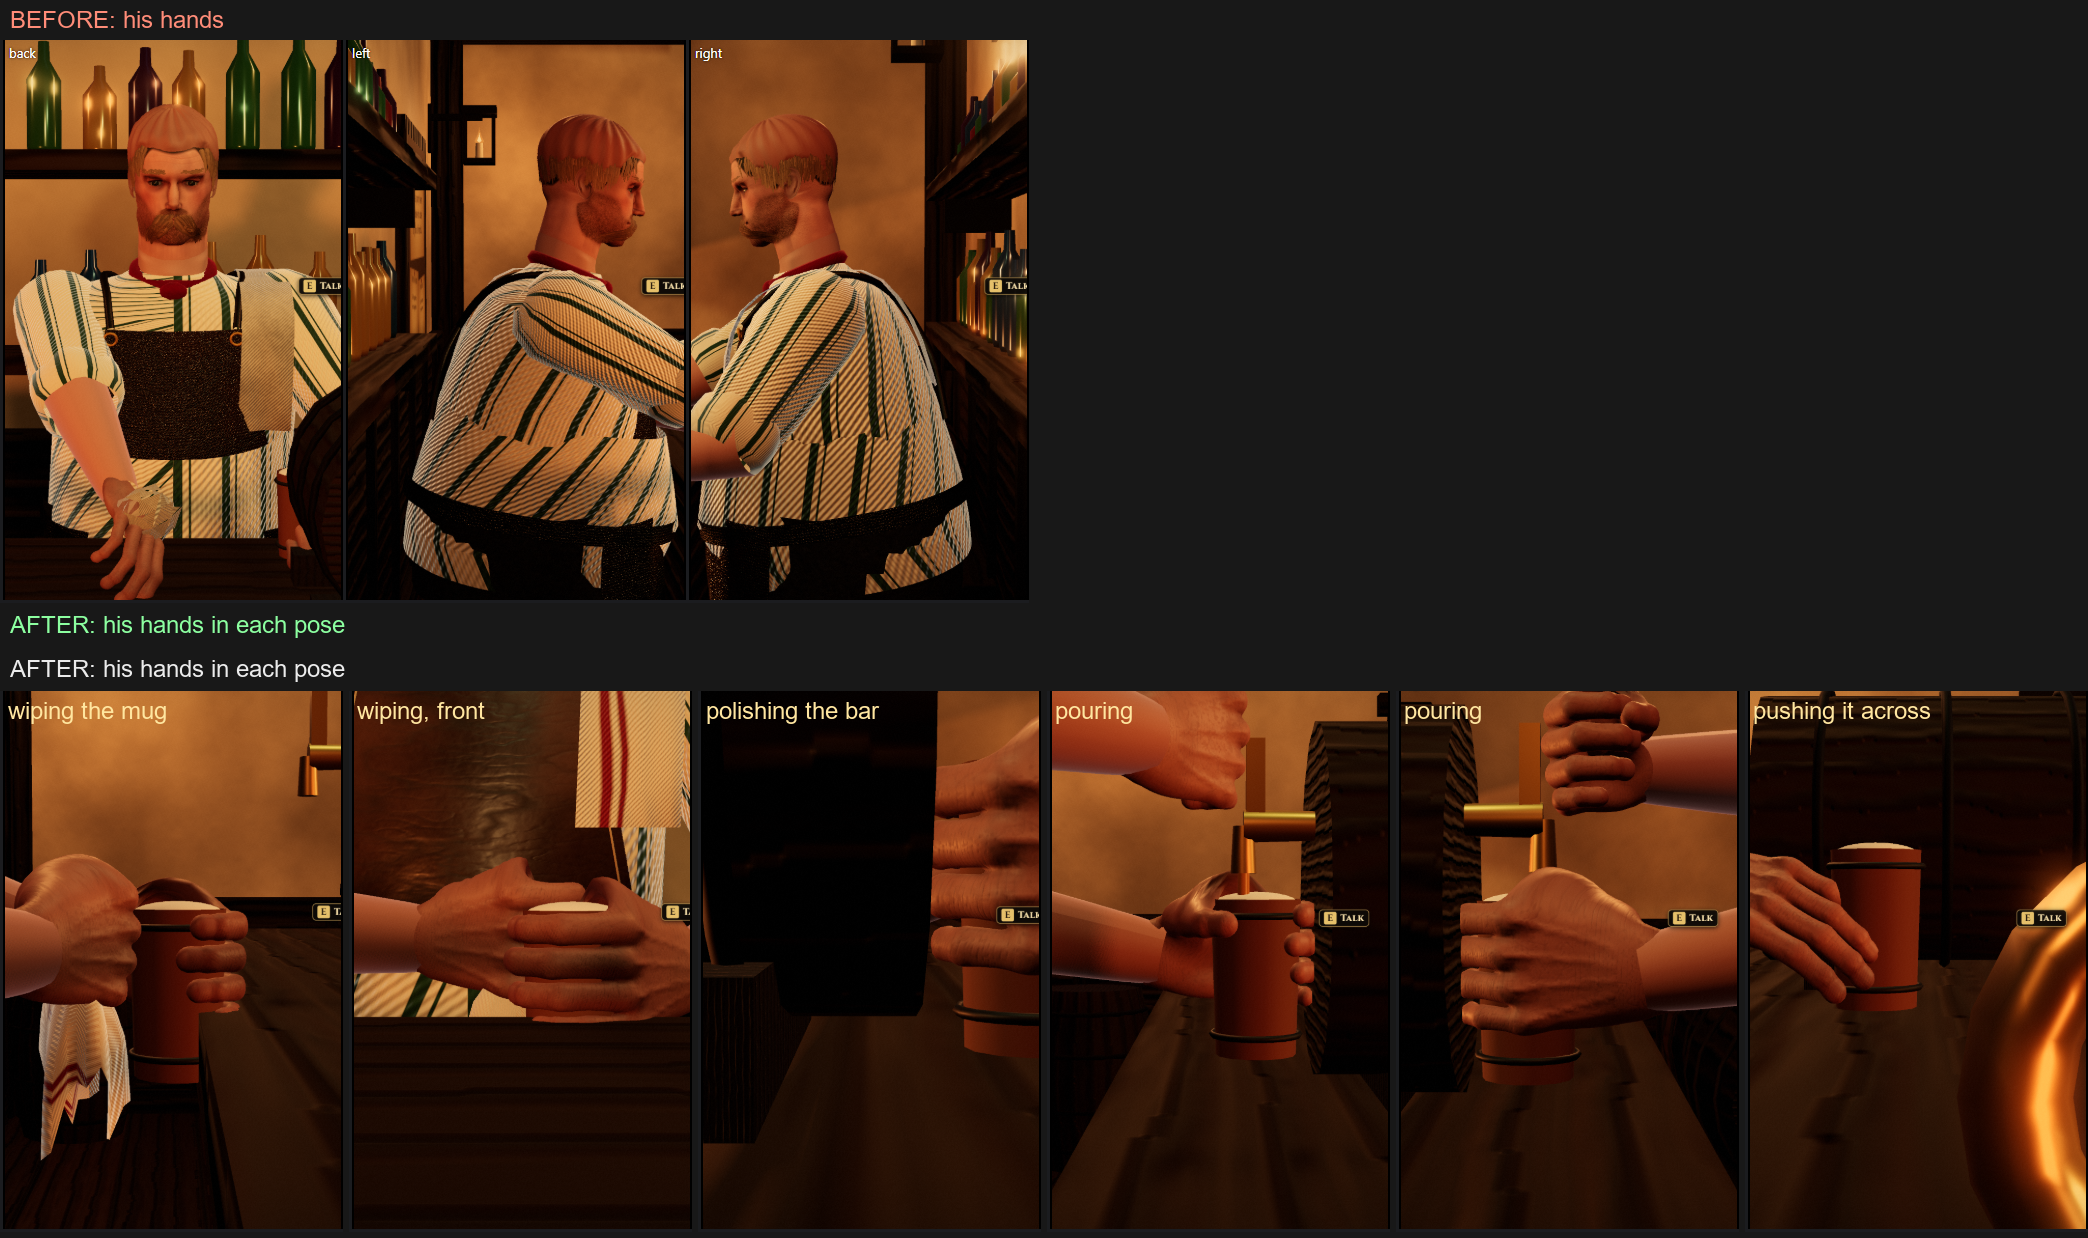 BEFORE: his hands
back
left
right
E TALK
E TALK
E TALK
AFTER: his hands in each pose
AFTER: his hands in each pose
wiping the mug
wiping, front
polishing the bar
pouring
pouring
pushing it across
E T
E T
E TALK
E TALK
E TALK
E TALK